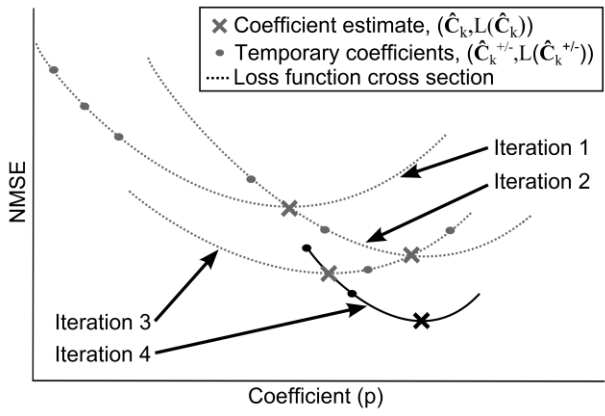 Coefficient estimate, (Ĉₖ,L(Ĉₖ))
Temporary coefficients, (Ĉₖ⁺ᐟ⁻,L(Ĉₖ⁺ᐟ⁻))
Loss function cross section
NMSE
Iteration 1
Iteration 2
Iteration 3
Iteration 4
Coefficient (p)